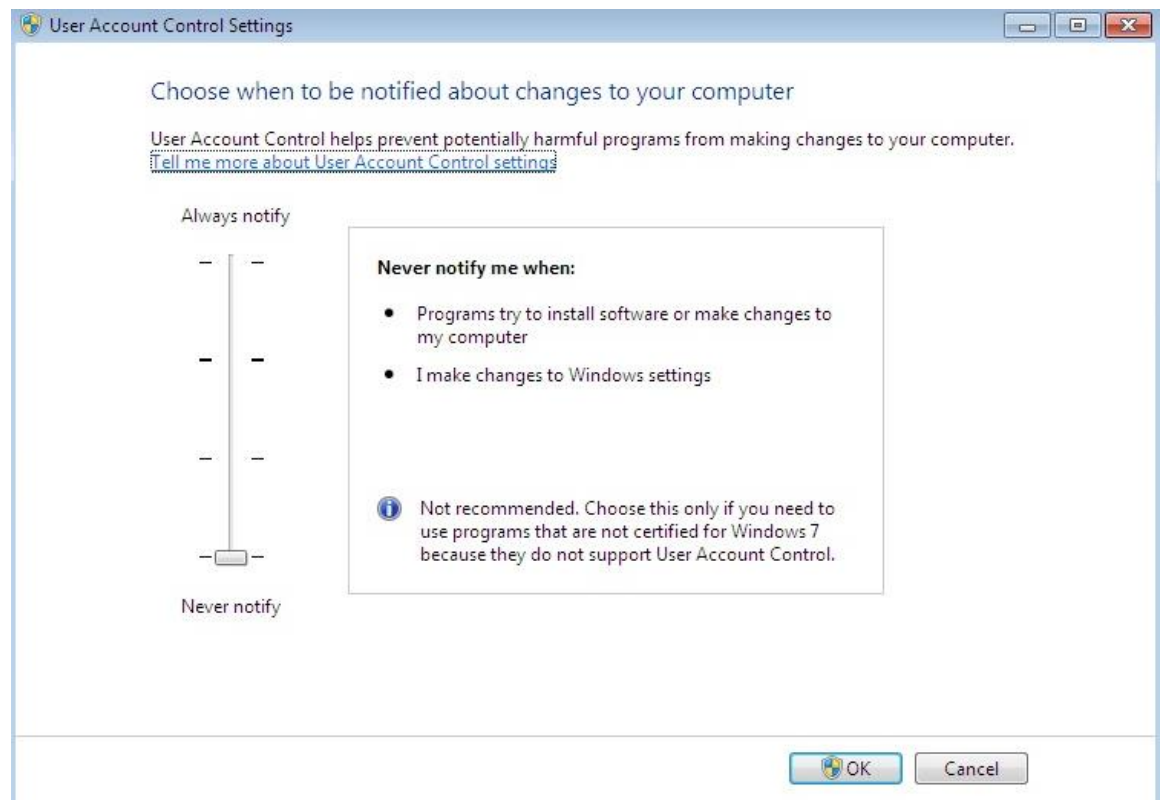 User Account Control Settings
Choose when to be notified about changes to your computer
User Account Control helps prevent potentially harmful programs from making changes to your computer.
Tell me more about User Account Control settings
Always notify
Never notify me when:
• Programs try to install software or make changes to
my computer
• I make changes to Windows settings
Not recommended. Choose this only if you need to
use programs that are not certified for Windows 7
because they do not support User Account Control.
Never notify
OK
Cancel